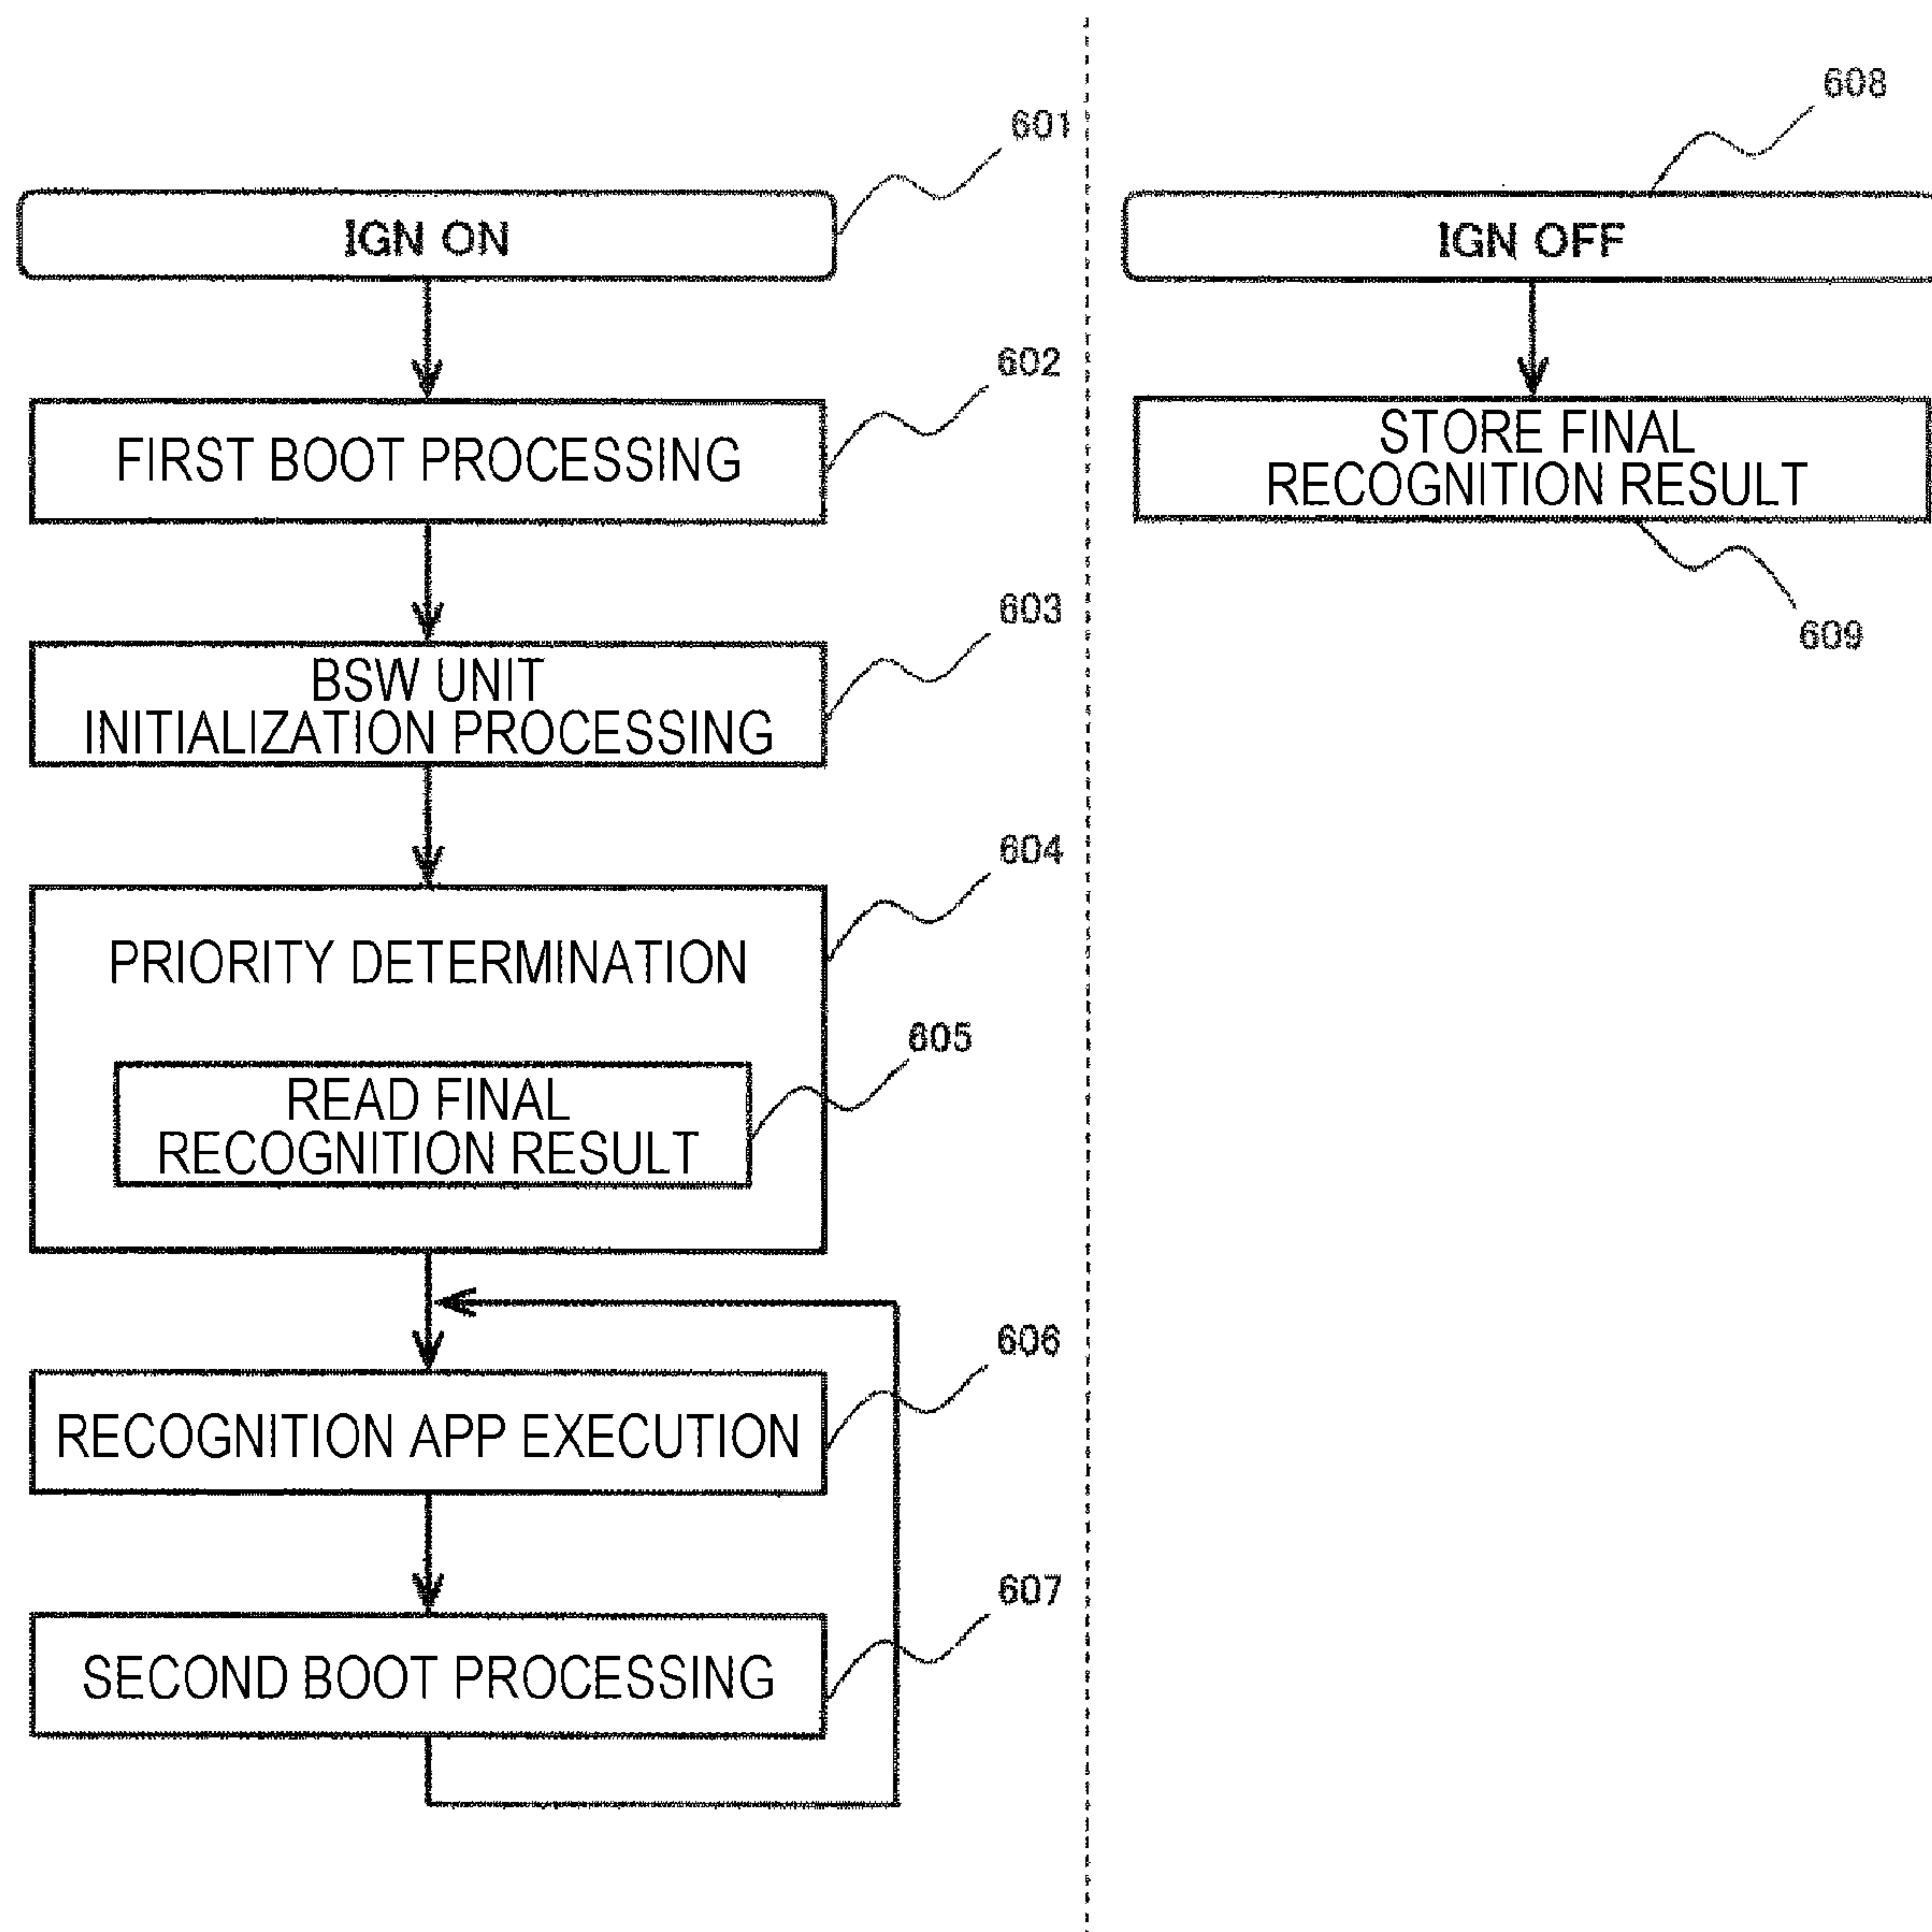 601
IGN ON
602
FIRST BOOT PROCESSING
603
BSW UNIT
INITIALIZATION PROCESSING
604
PRIORITY DETERMINATION
605
READ FINAL
RECOGNITION RESULT
606
RECOGNITION APP EXECUTION
607
SECOND BOOT PROCESSING
608
IGN OFF
STORE FINAL
RECOGNITION RESULT
609